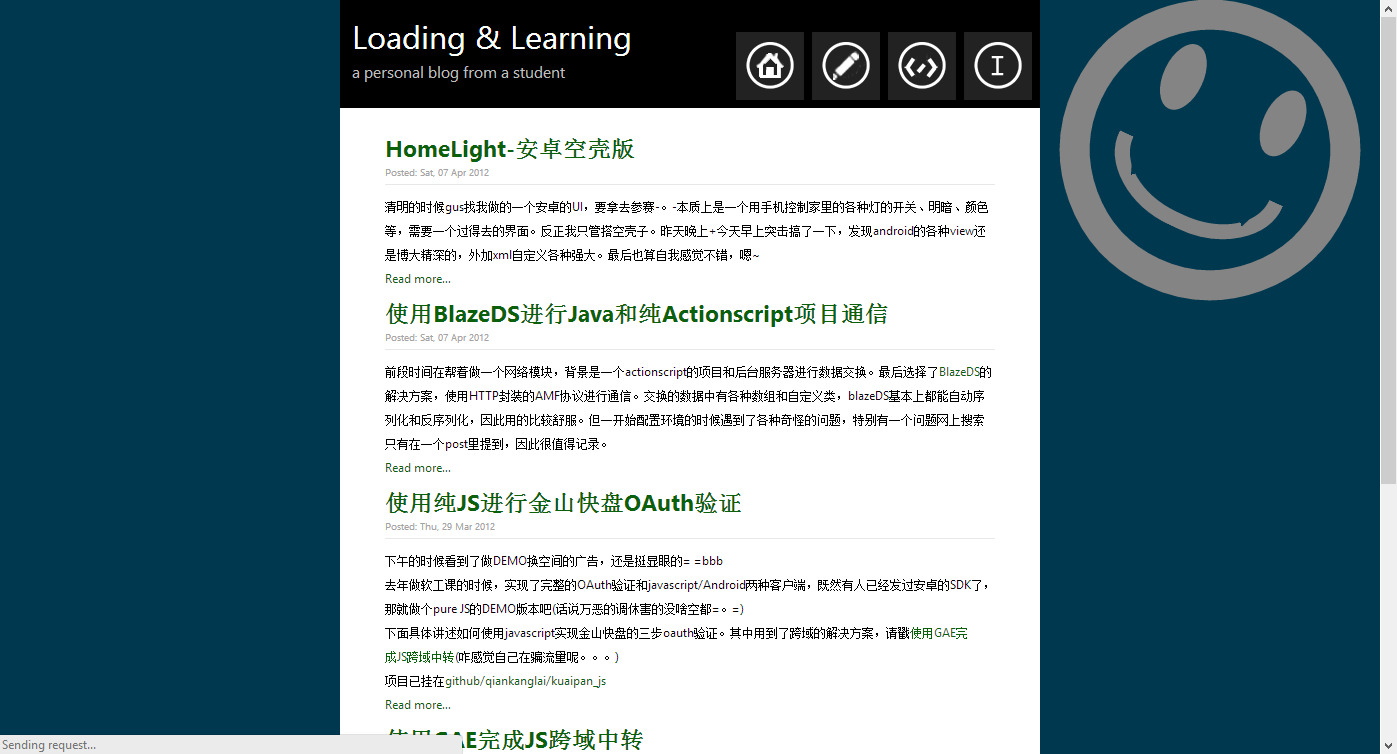 Loading & Learning
a personal blog from a student
HomeLight-安卓空壳版
Posted: Sat, 07 Apr 2012
清明的时候gus找我做的一个安卓的UI，要拿去参赛-。-本质上是一个用手机控制家里的各种灯的开关、明暗、颜色
等，需要一个过得去的界面。反正我只管搭空壳子。昨天晚上+今天早上突击搞了一下，发现android的各种view还
是博大精深的，外加xml自定义各种强大。最后也算自我感觉不错，嗯~
Read more...
使用BlazeDS进行Java和纯Actionscript项目通信
Posted: Sat, 07 Apr 2012
前段时间在帮着做一个网络模块，背景是一个actionscript的项目和后台服务器进行数据交换。最后选择了BlazeDS的
解决方案，使用HTTP封装的AMF协议进行通信。交换的数据中有各种数组和自定义类，blazeDS基本上都能自动序
列化和反序列化，因此用的比较舒服。但一开始配置环境的时候遇到了各种奇怪的问题，特别有一个问题网上搜索
只有在一个post里提到，因此很值得记录。
Read more...
使用纯JS进行金山快盘OAuth验证
Posted: Thu, 29 Mar 2012
下午的时候看到了做DEMO换空间的广告，还是挺显眼的= =bbb
去年做软工课的时候，实现了完整的OAuth验证和javascript/Android两种客户端，既然有人已经发过安卓的SDK了，
那就做个pure JS的DEMO版本吧(话说万恶的调休害的没啥空都=。=)
下面具体讲述如何使用javascript实现金山快盘的三步oauth验证。其中用到了跨域的解决方案，请戳使用GAE完
成JS跨域中转(咋感觉自己在骗流量呢。。。)
项目已挂在github/qiankanglai/kuaipan_js
Read more...
使用GAE完成JS跨域中转
Sending request...